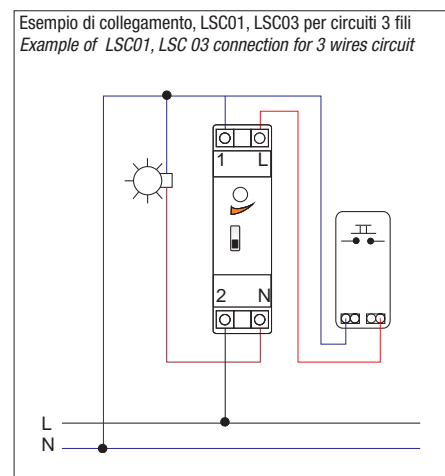 Esempio di collegamento, LSC01, LSC03 per circuiti 3 fili
Example of LSC01, LSC 03 connection for 3 wires circuit
1 L
2 N
L
N